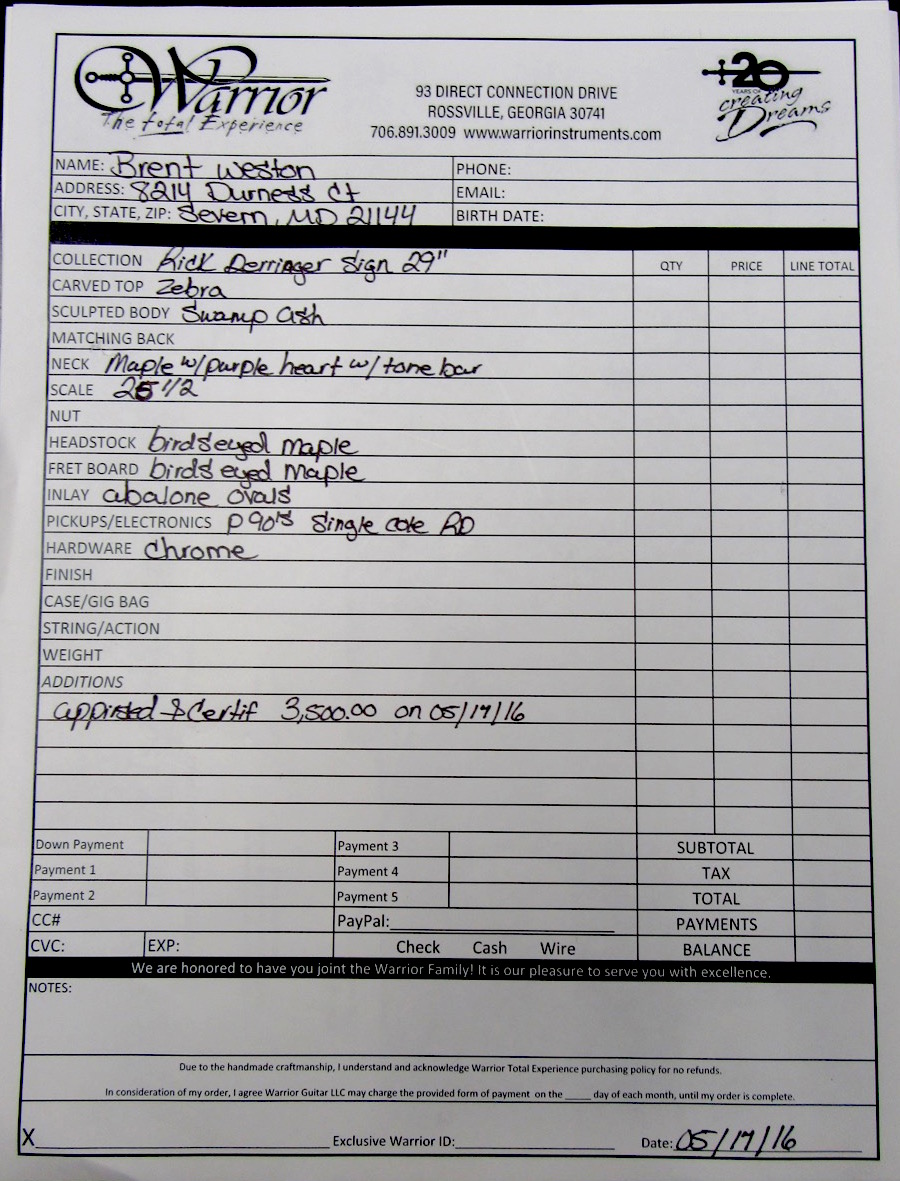 Warrior
The Total Experience
93 DIRECT CONNECTION DRIVE
ROSSVILLE, GEORGIA 30741
706.891.3009 www.warriorinstruments.com
20
YEARS OF
creating
Dreams
NAME: Brent Weston PHONE:
ADDRESS: 8214 Durness Ct EMAIL:
CITY, STATE, ZIP: Severn, MD 21144 BIRTH DATE:
COLLECTION Rick Derringer Sign 29" QTY PRICE LINE TOTAL
CARVED TOP Zebra
SCULPTED BODY Swamp ash
MATCHING BACK
NECK Maple w/purple heart w/ tone bar
SCALE 25 1/2
NUT
HEADSTOCK birds eyed Maple
FRET BOARD birds eyed Maple
INLAY abalone ovals
PICKUPS/ELECTRONICS P90's Single cole RD
HARDWARE Chrome
FINISH
CASE/GIG BAG
STRING/ACTION
WEIGHT
ADDITIONS
& Certif 3,500.00 on 05/17/16
Down Payment Payment 3 SUBTOTAL
Payment 1 Payment 4 TAX
Payment 2 Payment 5 TOTAL
CC# PayPal: PAYMENTS
CVC: EXP: Check Cash Wire BALANCE
We are honored to have you joint the Warrior Family! It is our pleasure to serve you with excellence.
NOTES:
Due to the handmade craftmanship, I understand and acknowledge Warrior Total Experience purchasing policy for no refunds.
In consideration of my order, I agree Warrior Guitar LLC may charge the provided form of payment on the _____ day of each month, until my order is complete.
X Exclusive Warrior ID: Date: 05/17/16